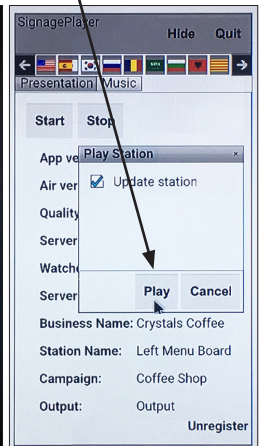 SignagePlayer
Hide Quit
Presentation Music
Start Stop
Play Station ×
Update station
App ve
Air ver
Quality
Server
Watch
Server
Play Cancel
Business Name: Crystals Coffee
Station Name: Left Menu Board
Campaign: Coffee Shop
Output: Output
Unregister